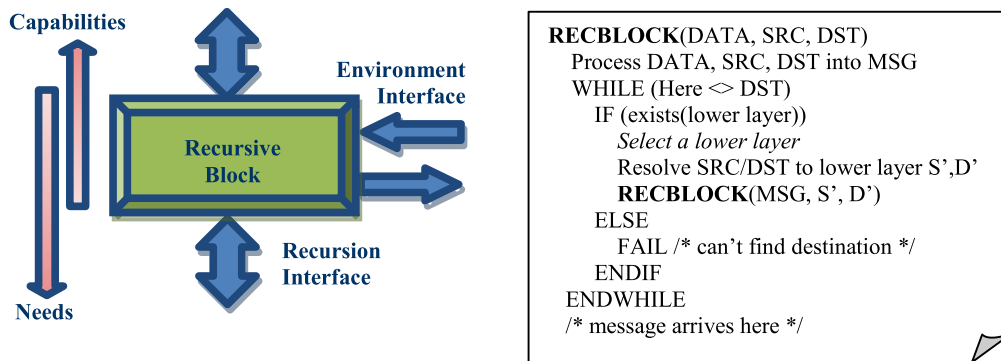 Capabilities
Environment
Interface
Recursive
Block
Recursion
Interface
Needs
RECBLOCK(DATA, SRC, DST)
Process DATA, SRC, DST into MSG
WHILE (Here <> DST)
IF (exists(lower layer))
Select a lower layer
Resolve SRC/DST to lower layer S’,D’
RECBLOCK(MSG, S’, D’)
ELSE
FAIL /* can’t find destination */
ENDIF
ENDWHILE
/* message arrives here */